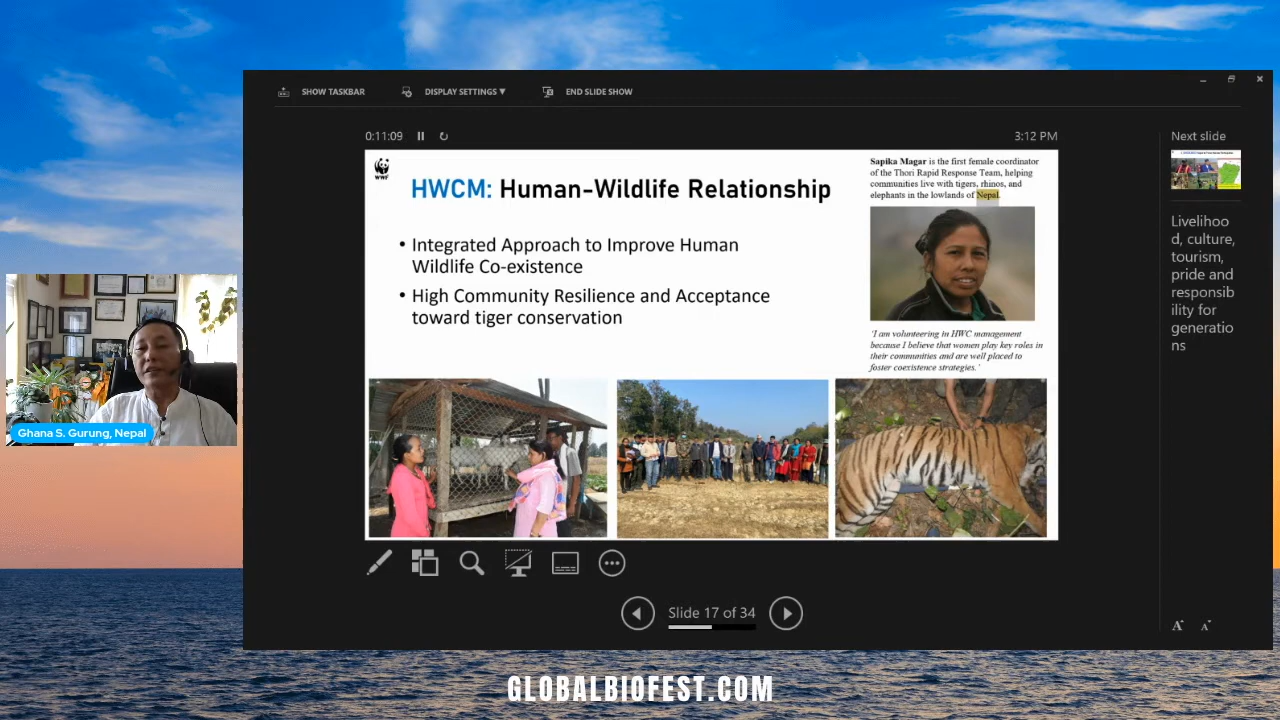 SHOW TASKBAR
DISPLAY SETTINGS ▼
END SLIDE SHOW
0:11:09
3:12 PM
WWF
HWCM: Human-Wildlife Relationship
• Integrated Approach to Improve Human
Wildlife Co-existence
• High Community Resilience and Acceptance
toward tiger conservation
Sapika Magar is the first female coordinator
of the Thori Rapid Response Team, helping
communities live with tigers, rhinos, and
elephants in the lowlands of Nepal.
'I am volunteering in HWC management
because I believe that women play key roles in
their communities and are well placed to
foster coexistence strategies.'
Slide 17 of 34
Next slide
Livelihoo
d, culture,
tourism,
pride and
responsib
ility for
generatio
ns
A
A
Ghana S. Gurung, Nepal
GLOBALBIOFEST.COM